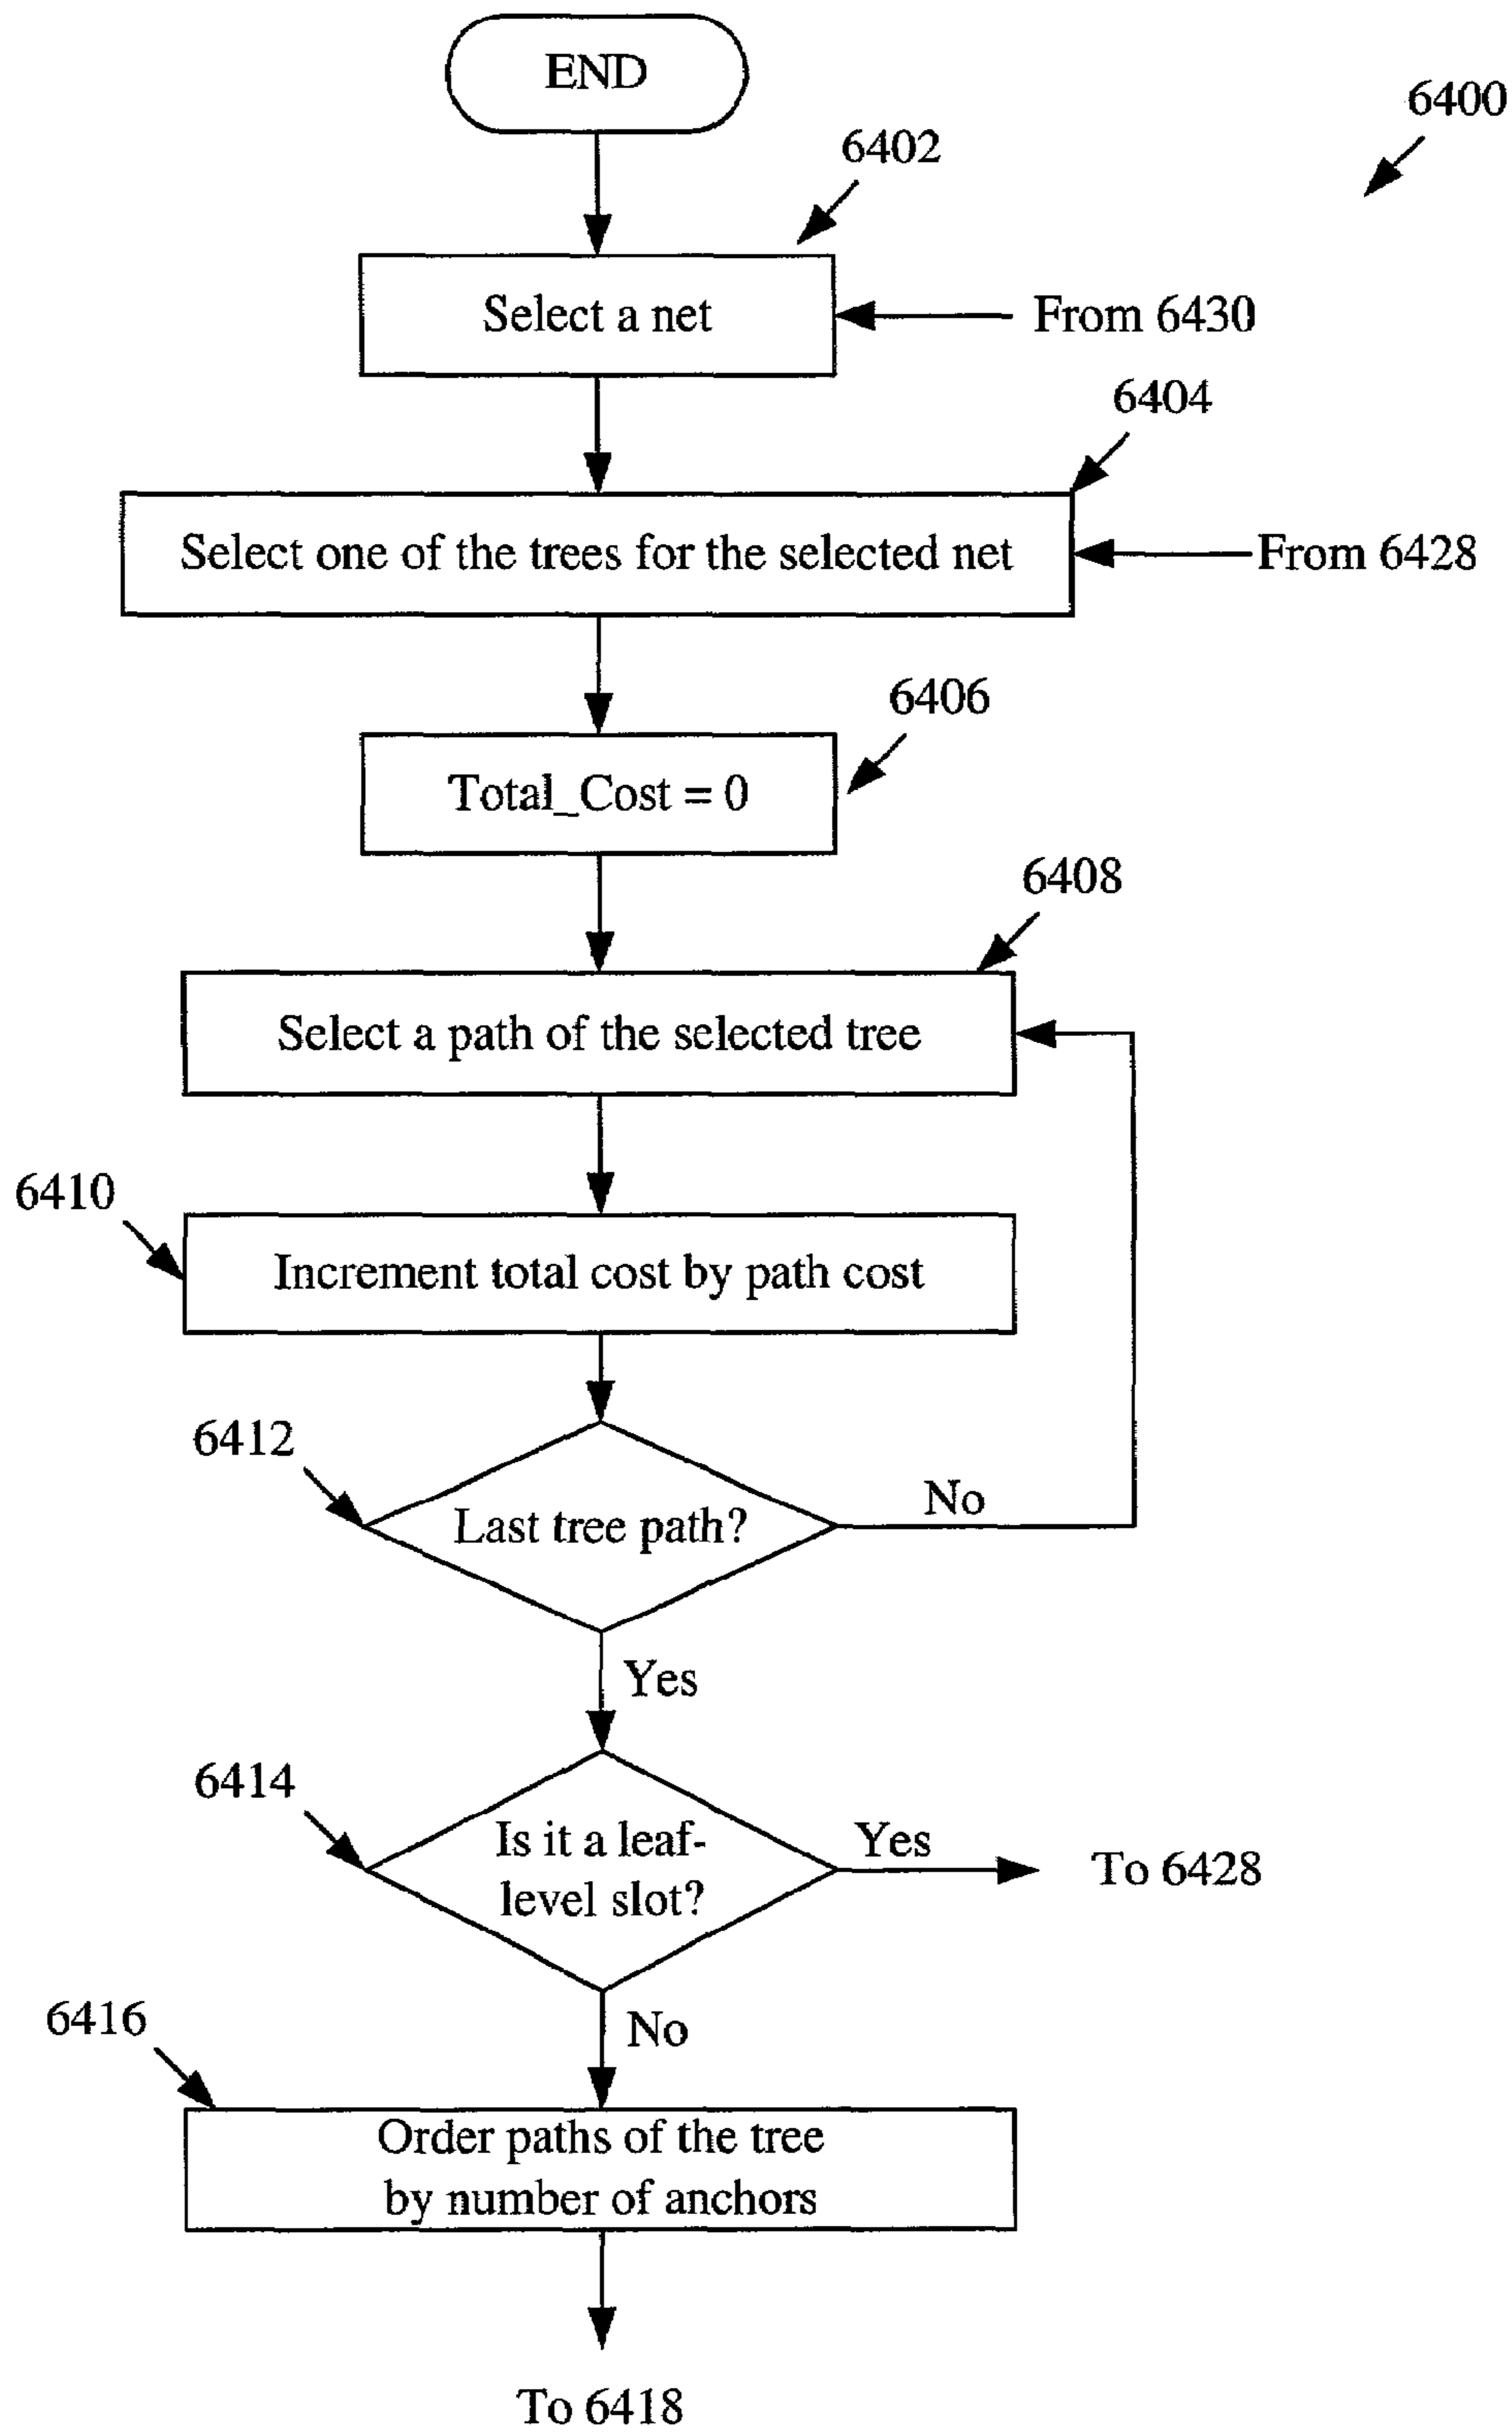 END
6400
6402
Select a net
From 6430
6404
Select one of the trees for the selected net
From 6428
6406
Total_Cost = 0
6408
Select a path of the selected tree
6410
Increment total cost by path cost
6412
Last tree path?
No
Yes
6414
Is it a leaf-
level slot?
Yes
To 6428
No
6416
Order paths of the tree
by number of anchors
To 6418